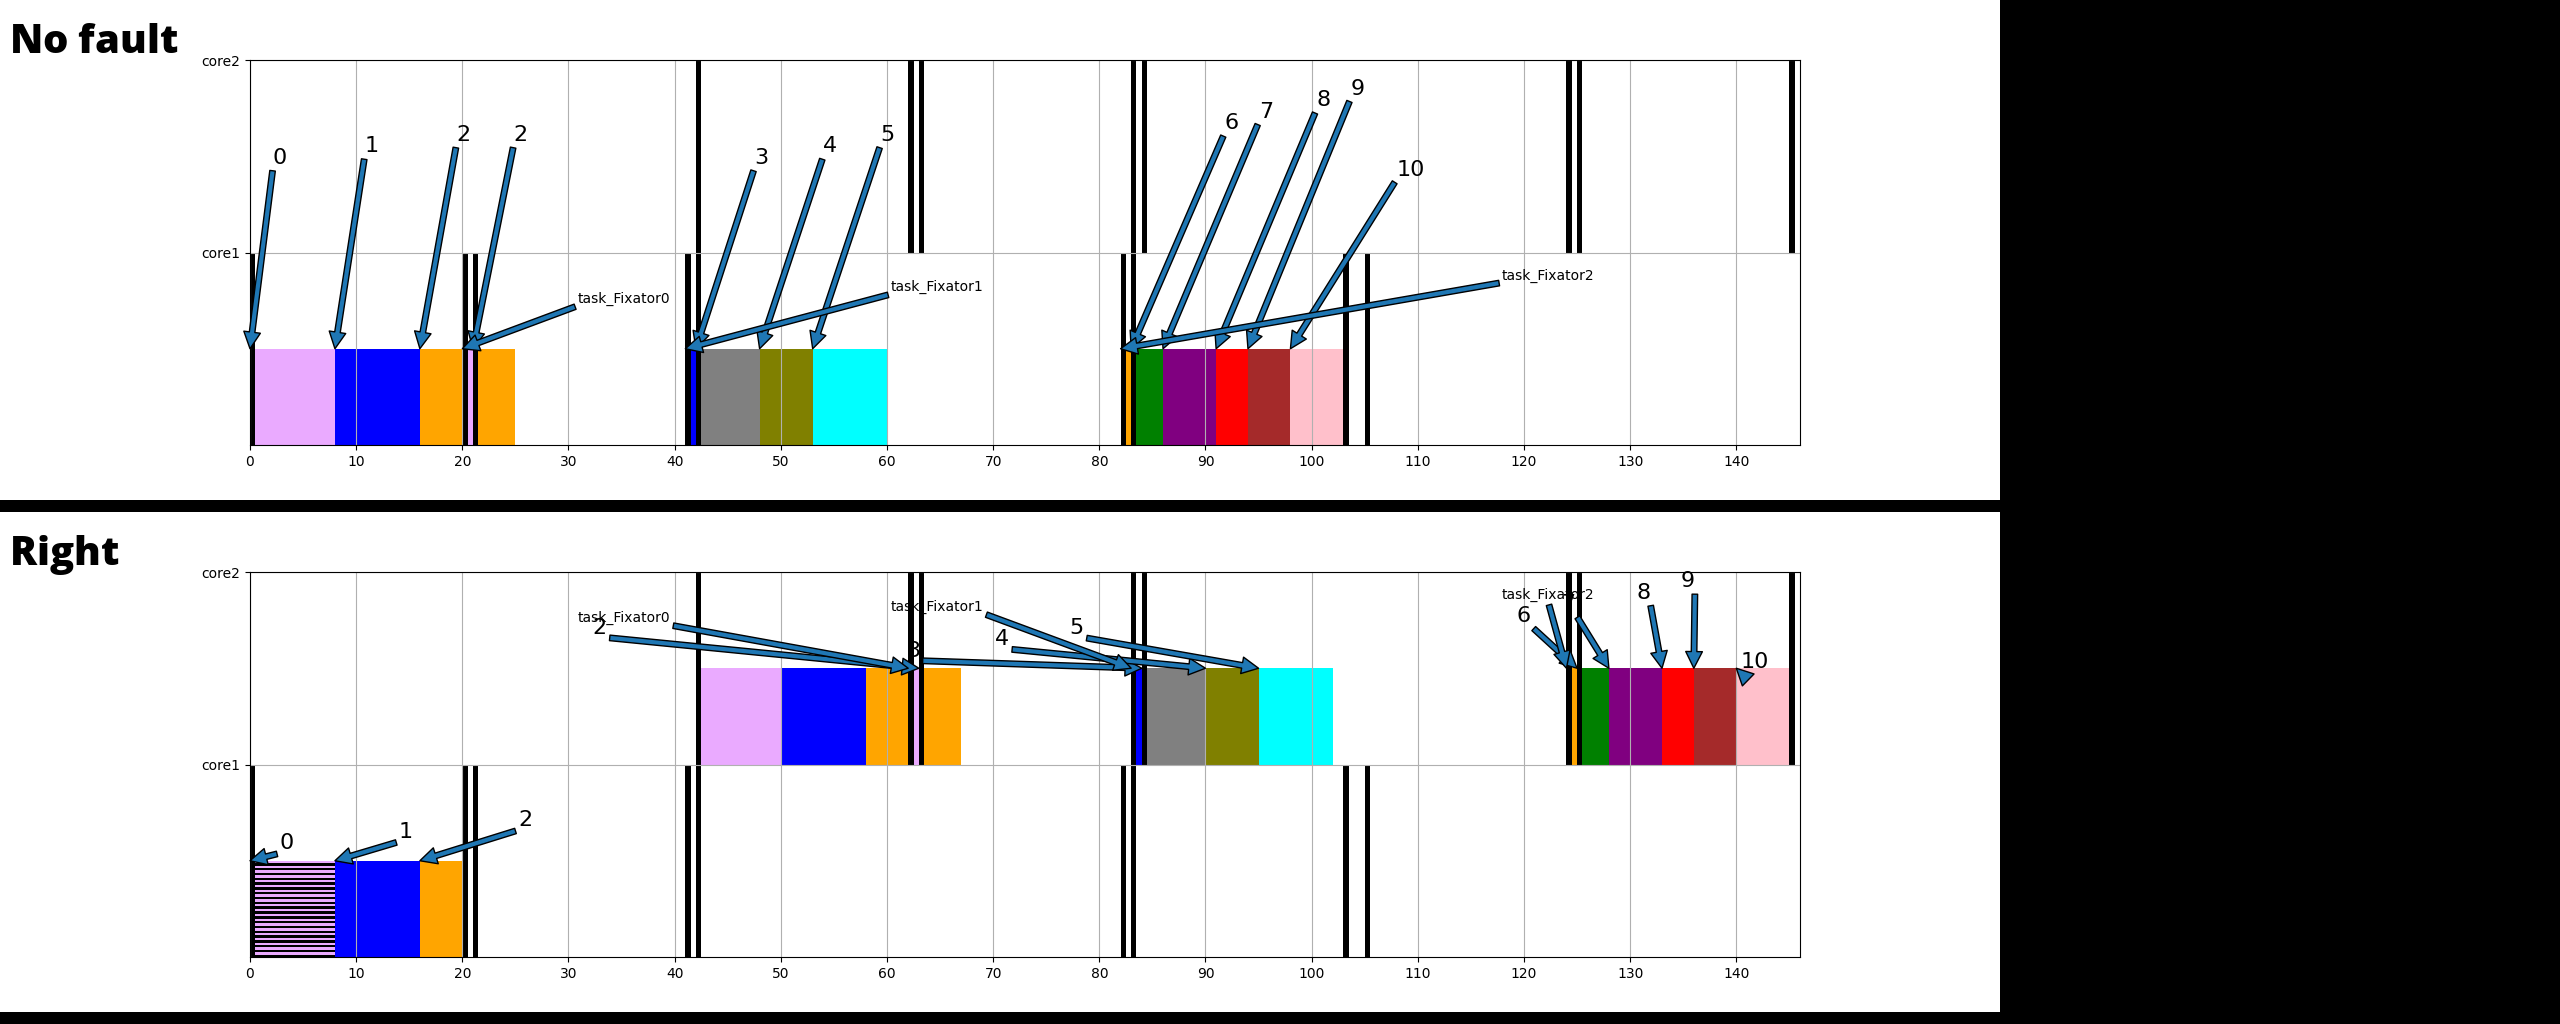 No fault
core2
0 1 2 2 3 4 5 6 7 8 9 10
core1
task_Fixator0 task_Fixator1 task_Fixator2
0 10 20 30 40 50 60 70 80 90 100 110 120 130 140
Right
core2
task_Fixator0 task_Fixator1 task_Fixator2
2 3 4 5 6 8 9 10
core1
0 1 2
0 10 20 30 40 50 60 70 80 90 100 110 120 130 140